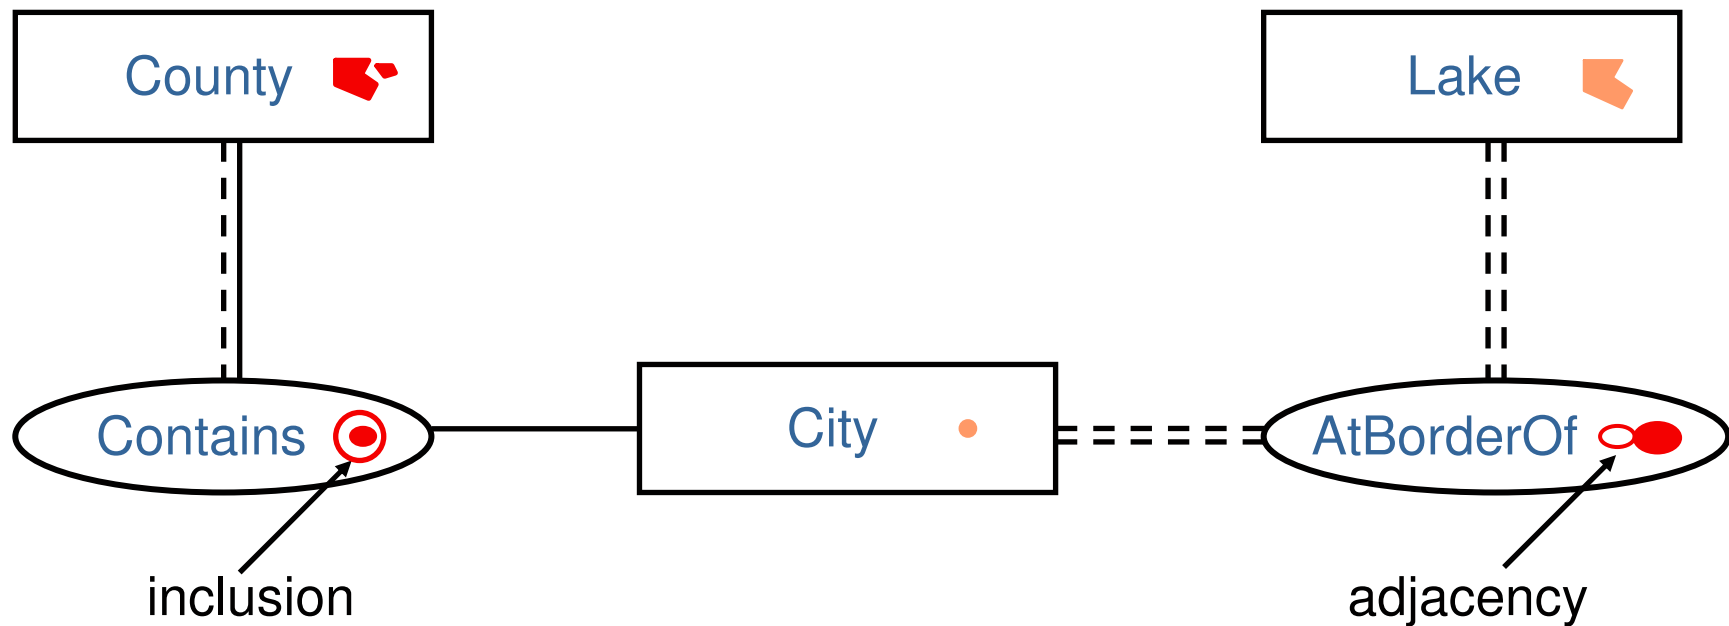 County
Lake
Contains
City
AtBorderOf
inclusion
adjacency